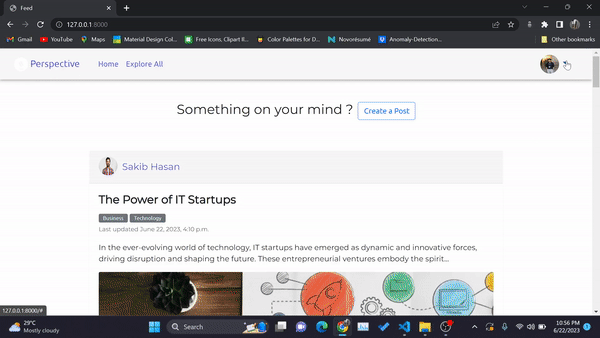 Feed
127.0.0.1:8000
Gmail
YouTube
Maps
Material Design Col...
Free Icons, Clipart Ill...
Color Palettes for D...
Novorésumé
Anomaly-Detection...
Other bookmarks
Perspective
Home
Explore All
Something on your mind ?
Create a Post
Sakib Hasan
The Power of IT Startups
Business
Technology
Last updated June 22, 2023, 4:10 p.m.
In the ever-evolving world of technology, IT startups have emerged as dynamic and innovative forces,
driving disruption and shaping the future. These entrepreneurial ventures embody the spirit...
127.0.0.1:8000/#
29°C
Mostly cloudy
Search
10:56 PM
6/22/2023